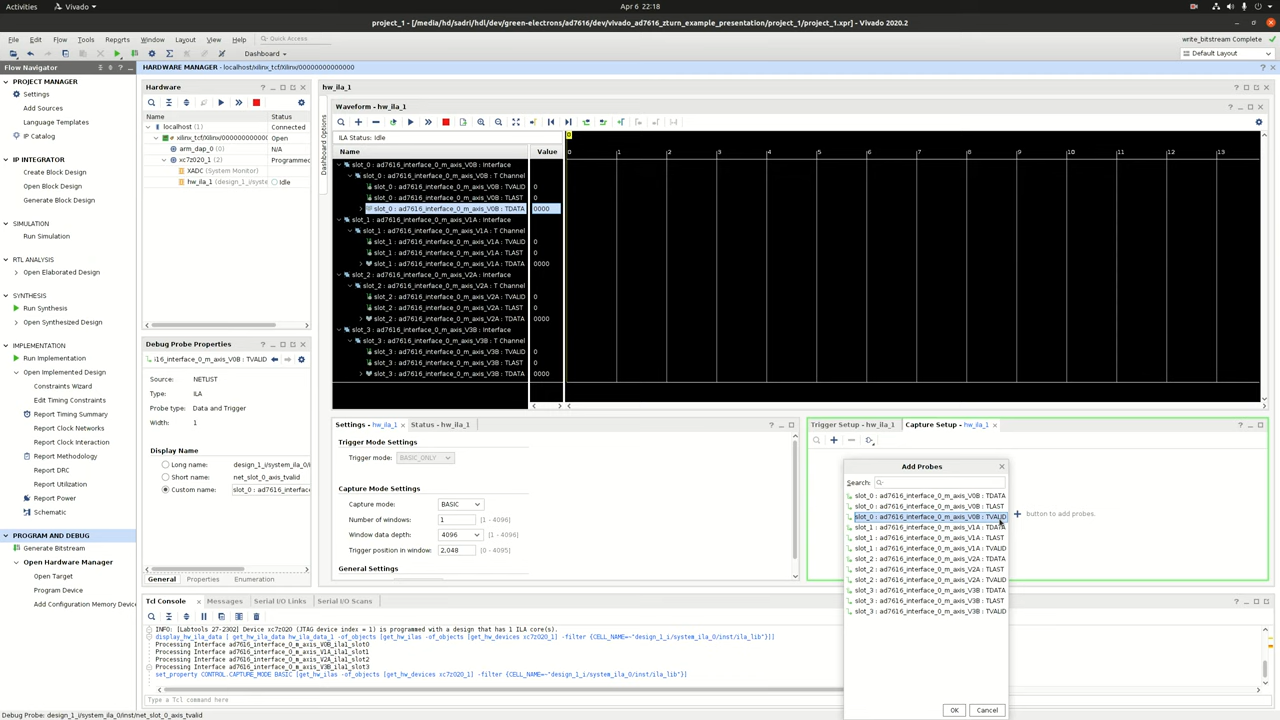 Activities
Vivado
Apr 6 22:18
project_1 - [/media/hd/sadri/hdl/dev/green-electrons/ad7616/dev/vivado_ad7616_zturn_example_presentation/project_1/project_1.xpr] - Vivado 2020.2
File Edit Flow Tools Reports Window Layout View Help
Quick Access
write_bitstream Complete
Dashboard
Default Layout
Flow Navigator
HARDWARE MANAGER - localhost/xilinx_tcf/Xilinx/000000000000
PROJECT MANAGER
Settings
Add Sources
Language Templates
IP Catalog
IP INTEGRATOR
Create Block Design
Open Block Design
Generate Block Design
SIMULATION
Run Simulation
RTL ANALYSIS
Open Elaborated Design
SYNTHESIS
Run Synthesis
Open Synthesized Design
IMPLEMENTATION
Run Implementation
Open Implemented Design
Constraints Wizard
Edit Timing Constraints
Report Timing Summary
Report Clock Networks
Report Clock Interaction
Report Methodology
Report DRC
Report Utilization
Report Power
Schematic
PROGRAM AND DEBUG
Generate Bitstream
Open Hardware Manager
Open Target
Program Device
Add Configuration Memory Device
Hardware
Name Status
localhost (1) Connected
xilinx_tcf/Xilinx/00000000000 Open
arm_dap_0 (0) N/A
xc7z020_1 (2) Programmed
XADC (System Monitor)
hw_ila_1 (design_1_i/syste Idle
Debug Probe Properties
i16_interface_0_m_axis_V0B : TVALID
Source: NETLIST
Type: ILA
Probe type: Data and Trigger
Width: 1
Display Name
Long name: design_1_i/system_ila_0/i
Short name: net_slot_0_axis_tvalid
Custom name: slot_0 : ad7616_interface
General Properties Enumeration
hw_ila_1
Dashboard Options
Waveform - hw_ila_1
ILA Status: Idle
Name Value
0 1 2 3 4 5 6 7 8 9 10 11 12 13
slot_0 : ad7616_interface_0_m_axis_V0B : Interface
slot_0 : ad7616_interface_0_m_axis_V0B : T Channel
slot_0 : ad7616_interface_0_m_axis_V0B : TVALID 0
slot_0 : ad7616_interface_0_m_axis_V0B : TLAST 0
slot_0 : ad7616_interface_0_m_axis_V0B : TDATA 0000
slot_1 : ad7616_interface_0_m_axis_V1A : Interface
slot_1 : ad7616_interface_0_m_axis_V1A : T Channel
slot_1 : ad7616_interface_0_m_axis_V1A : TVALID 0
slot_1 : ad7616_interface_0_m_axis_V1A : TLAST 0
slot_1 : ad7616_interface_0_m_axis_V1A : TDATA 0000
slot_2 : ad7616_interface_0_m_axis_V2A : Interface
slot_2 : ad7616_interface_0_m_axis_V2A : T Channel
slot_2 : ad7616_interface_0_m_axis_V2A : TVALID 0
slot_2 : ad7616_interface_0_m_axis_V2A : TLAST 0
slot_2 : ad7616_interface_0_m_axis_V2A : TDATA 0000
slot_3 : ad7616_interface_0_m_axis_V3B : Interface
slot_3 : ad7616_interface_0_m_axis_V3B : T Channel
slot_3 : ad7616_interface_0_m_axis_V3B : TVALID 0
slot_3 : ad7616_interface_0_m_axis_V3B : TLAST 0
slot_3 : ad7616_interface_0_m_axis_V3B : TDATA 0000
Settings - hw_ila_1 Status - hw_ila_1
Trigger Mode Settings
Trigger mode: BASIC_ONLY
Capture Mode Settings
Capture mode: BASIC
Number of windows: 1 [1 - 4096]
Window data depth: 4096 [1 - 4096]
Trigger position in window: 2,048 [0 - 4095]
General Settings
Trigger Setup - hw_ila_1 Capture Setup - hw_ila_1
button to add probes.
Add Probes
Search:
slot_0 : ad7616_interface_0_m_axis_V0B : TDATA
slot_0 : ad7616_interface_0_m_axis_V0B : TLAST
slot_0 : ad7616_interface_0_m_axis_V0B : TVALID
slot_1 : ad7616_interface_0_m_axis_V1A : TDATA
slot_1 : ad7616_interface_0_m_axis_V1A : TLAST
slot_1 : ad7616_interface_0_m_axis_V1A : TVALID
slot_2 : ad7616_interface_0_m_axis_V2A : TDATA
slot_2 : ad7616_interface_0_m_axis_V2A : TLAST
slot_2 : ad7616_interface_0_m_axis_V2A : TVALID
slot_3 : ad7616_interface_0_m_axis_V3B : TDATA
slot_3 : ad7616_interface_0_m_axis_V3B : TLAST
slot_3 : ad7616_interface_0_m_axis_V3B : TVALID
OK Cancel
Tcl Console Messages Serial I/O Links Serial I/O Scans
INFO: [Labtools 27-2302] Device xc7z020 (JTAG device index = 1) is programmed with a design that has 1 ILA core(s).
display_hw_ila_data [ get_hw_ila_data hw_ila_data_1 -of_objects [get_hw_ilas -of_objects [get_hw_devices xc7z020_1] -filter {CELL_NAME=~"design_1_i/system_ila_0/inst/ila_lib"}]]
Processing Interface ad7616_interface_0_m_axis_V0B_ila1_slot0
Processing Interface ad7616_interface_0_m_axis_V1A_ila1_slot1
Processing Interface ad7616_interface_0_m_axis_V2A_ila1_slot2
Processing Interface ad7616_interface_0_m_axis_V3B_ila1_slot3
set_property CONTROL.CAPTURE_MODE BASIC [get_hw_ilas -of_objects [get_hw_devices xc7z020_1] -filter {CELL_NAME=~"design_1_i/system_ila_0/inst/ila_lib"}]
Type a Tcl command here
Debug Probe: design_1_i/system_ila_0/inst/net_slot_0_axis_tvalid